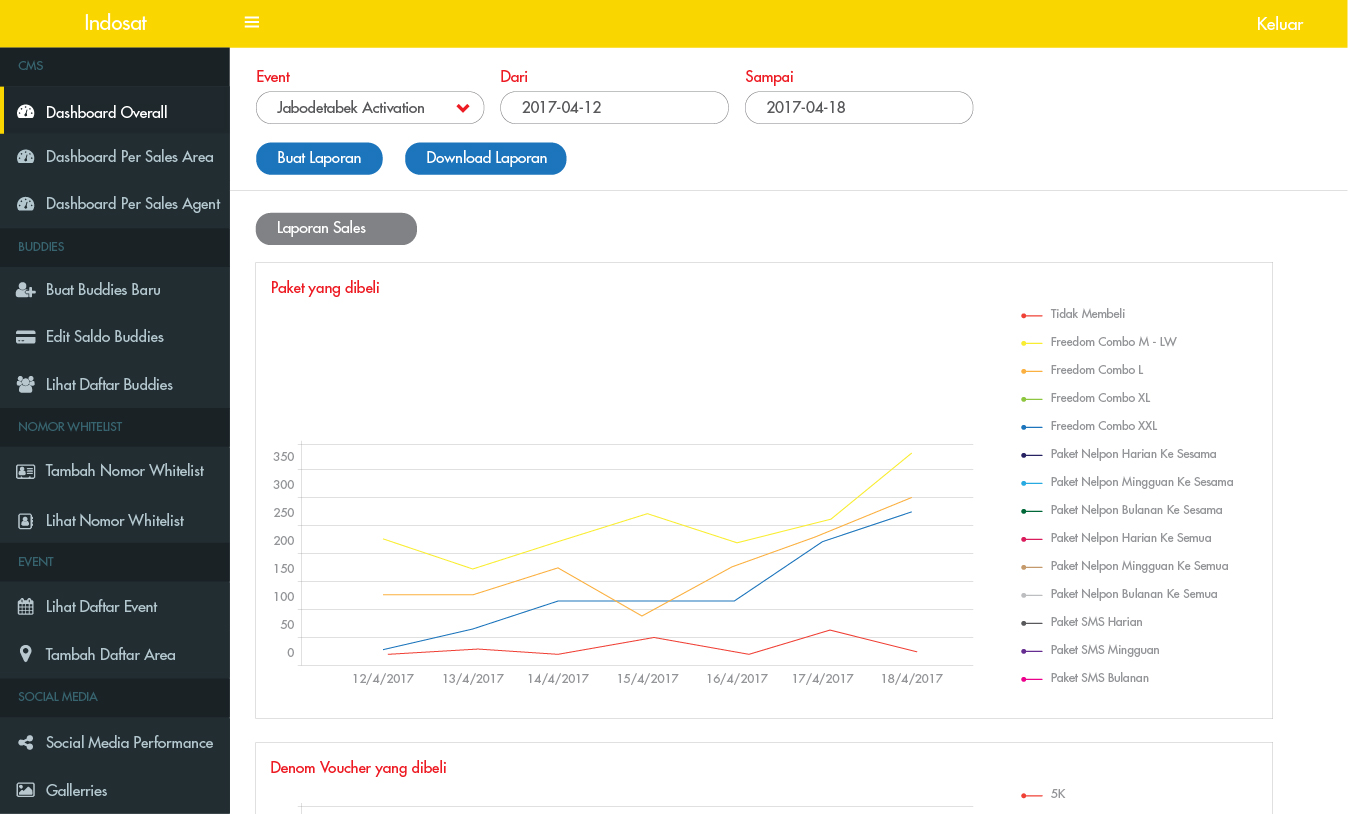 Indosat
Keluar
CMS
Dashboard Overall
Dashboard Per Sales Area
Dashboard Per Sales Agent
BUDDIES
Buat Buddies Baru
Edit Saldo Buddies
Lihat Daftar Buddies
NOMOR WHITELIST
Tambah Nomor Whitelist
Lihat Nomor Whitelist
EVENT
Lihat Daftar Event
Tambah Daftar Area
SOCIAL MEDIA
Social Media Performance
Gallerries
Event
Dari
Sampai
Jabodetabek Activation
2017-04-12
2017-04-18
Buat Laporan
Download Laporan
Laporan Sales
Paket yang dibeli
350
300
250
200
150
100
50
0
12/4/2017
13/4/2017
14/4/2017
15/4/2017
16/4/2017
17/4/2017
18/4/2017
Tidak Membeli
Freedom Combo M - LW
Freedom Combo L
Freedom Combo XL
Freedom Combo XXL
Paket Nelpon Harian Ke Sesama
Paket Nelpon Mingguan Ke Sesama
Paket Nelpon Bulanan Ke Sesama
Paket Nelpon Harian Ke Semua
Paket Nelpon Mingguan Ke Semua
Paket Nelpon Bulanan Ke Semua
Paket SMS Harian
Paket SMS Mingguan
Paket SMS Bulanan
Denom Voucher yang dibeli
5K